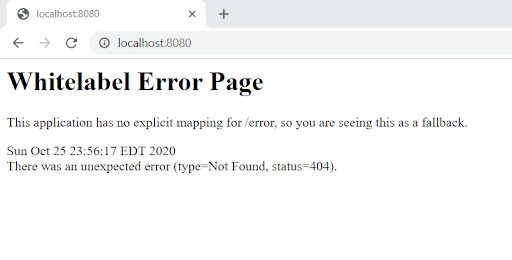 localhost:8080
localhost:8080
Whitelabel Error Page
This application has no explicit mapping for /error, so you are seeing this as a fallback.
Sun Oct 25 23:56:17 EDT 2020
There was an unexpected error (type=Not Found, status=404).